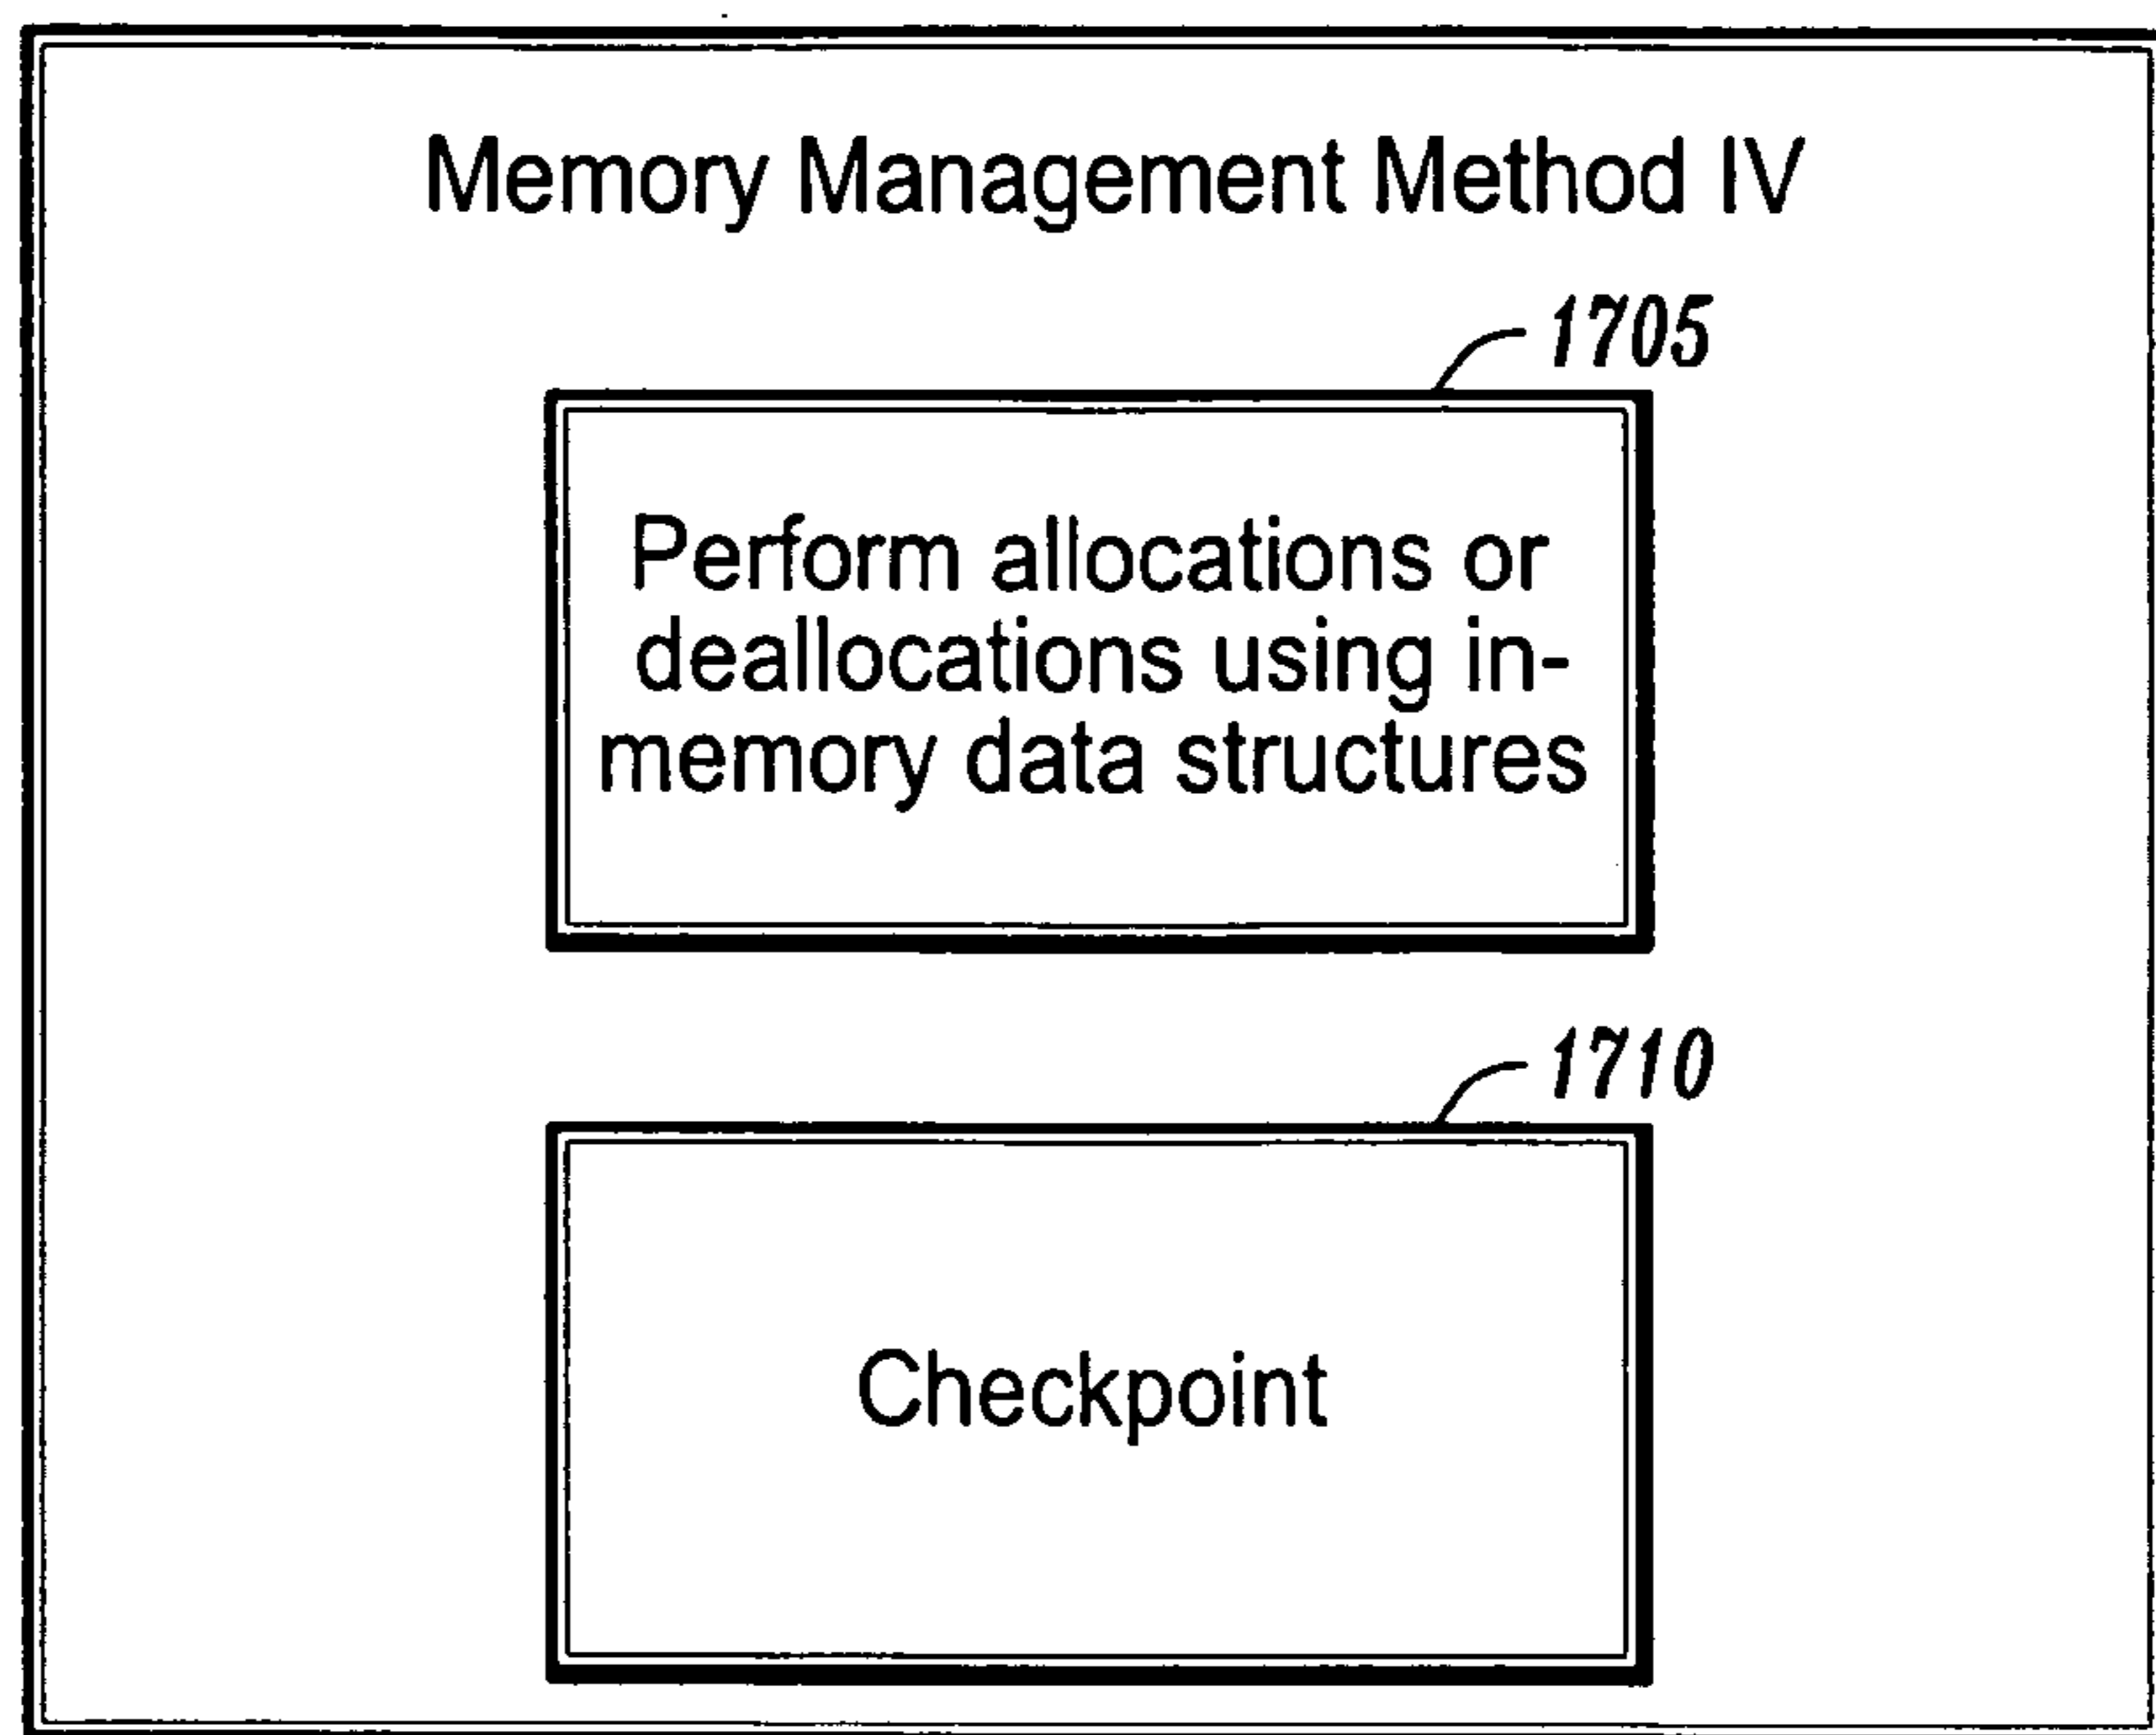 Memory Management Method IV
1705
Perform allocations or
deallocations using in-
memory data structures
1710
Checkpoint